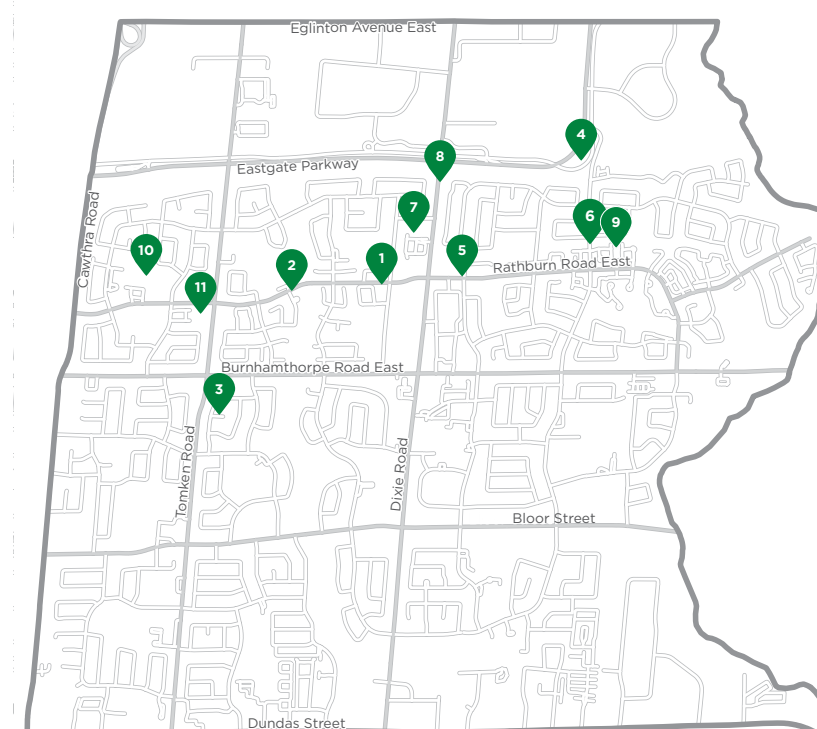 Eglinton Avenue East
4
8
Eastgate Parkway
7
6
9
Cawthra Road
10
2
1
5
Rathburn Road East
11
Burnhamthorpe Road East
3
Tomken Road
Dixie Road
Bloor Street
Dundas Street